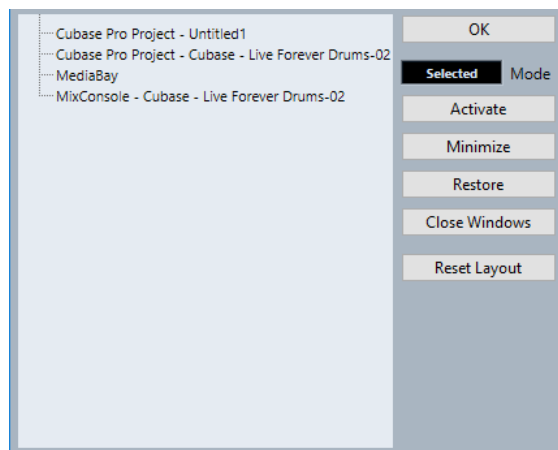 Cubase Pro Project - Untitled1
Cubase Pro Project - Cubase - Live Forever Drums-02
MediaBay
MixConsole - Cubase - Live Forever Drums-02
OK
Selected Mode
Activate
Minimize
Restore
Close Windows
Reset Layout